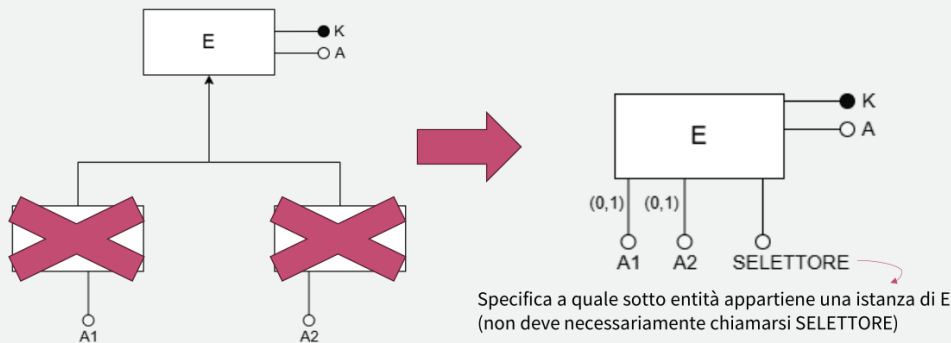 E
K
A
A1
A2
E
K
A
(0,1)
(0,1)
A1
A2
SELETTORE
Specifica a quale sotto entità appartiene una istanza di E
(non deve necessariamente chiamarsi SELETTORE)